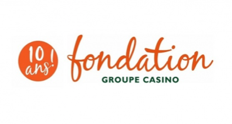 10
ans!
fondation
GROUPE CASINO